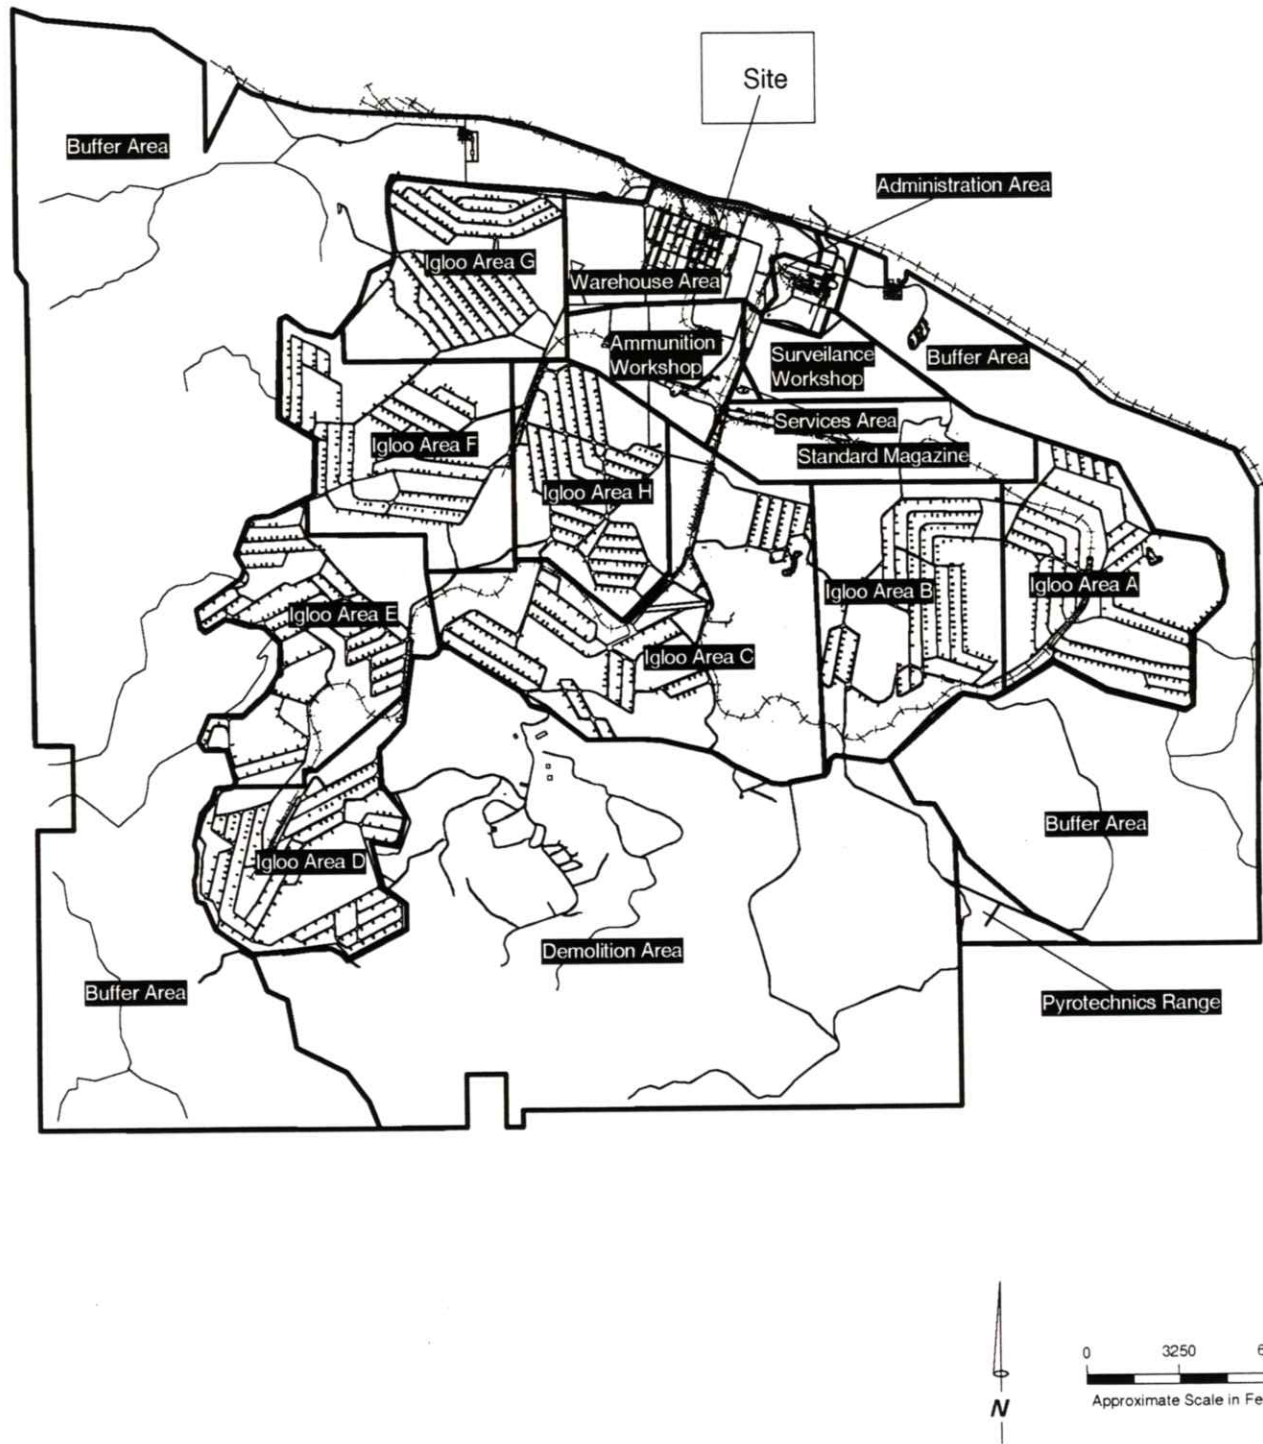 Site
Buffer Area
Administration Area
Igloo Area G
Warehouse Area
Ammunition
Workshop
Surveilance
Workshop
Buffer Area
Services Area
Igloo Area F
Standard Magazine
Igloo Area H
Igloo Area B
Igloo Area A
Igloo Area E
Igloo Area C
Buffer Area
Igloo Area D
Demolition Area
Buffer Area
Pyrotechnics Range
0 3250 6
N
Approximate Scale in Fe